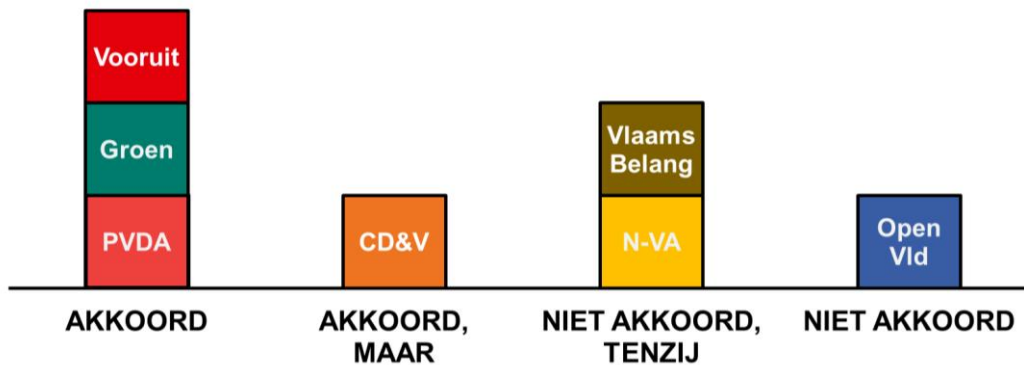 Vooruit
Groen
PVDA
CD&V
Vlaams
Belang
N-VA
Open
Vld
AKKOORD
AKKOORD,
MAAR
NIET AKKOORD,
TENZIJ
NIET AKKOORD